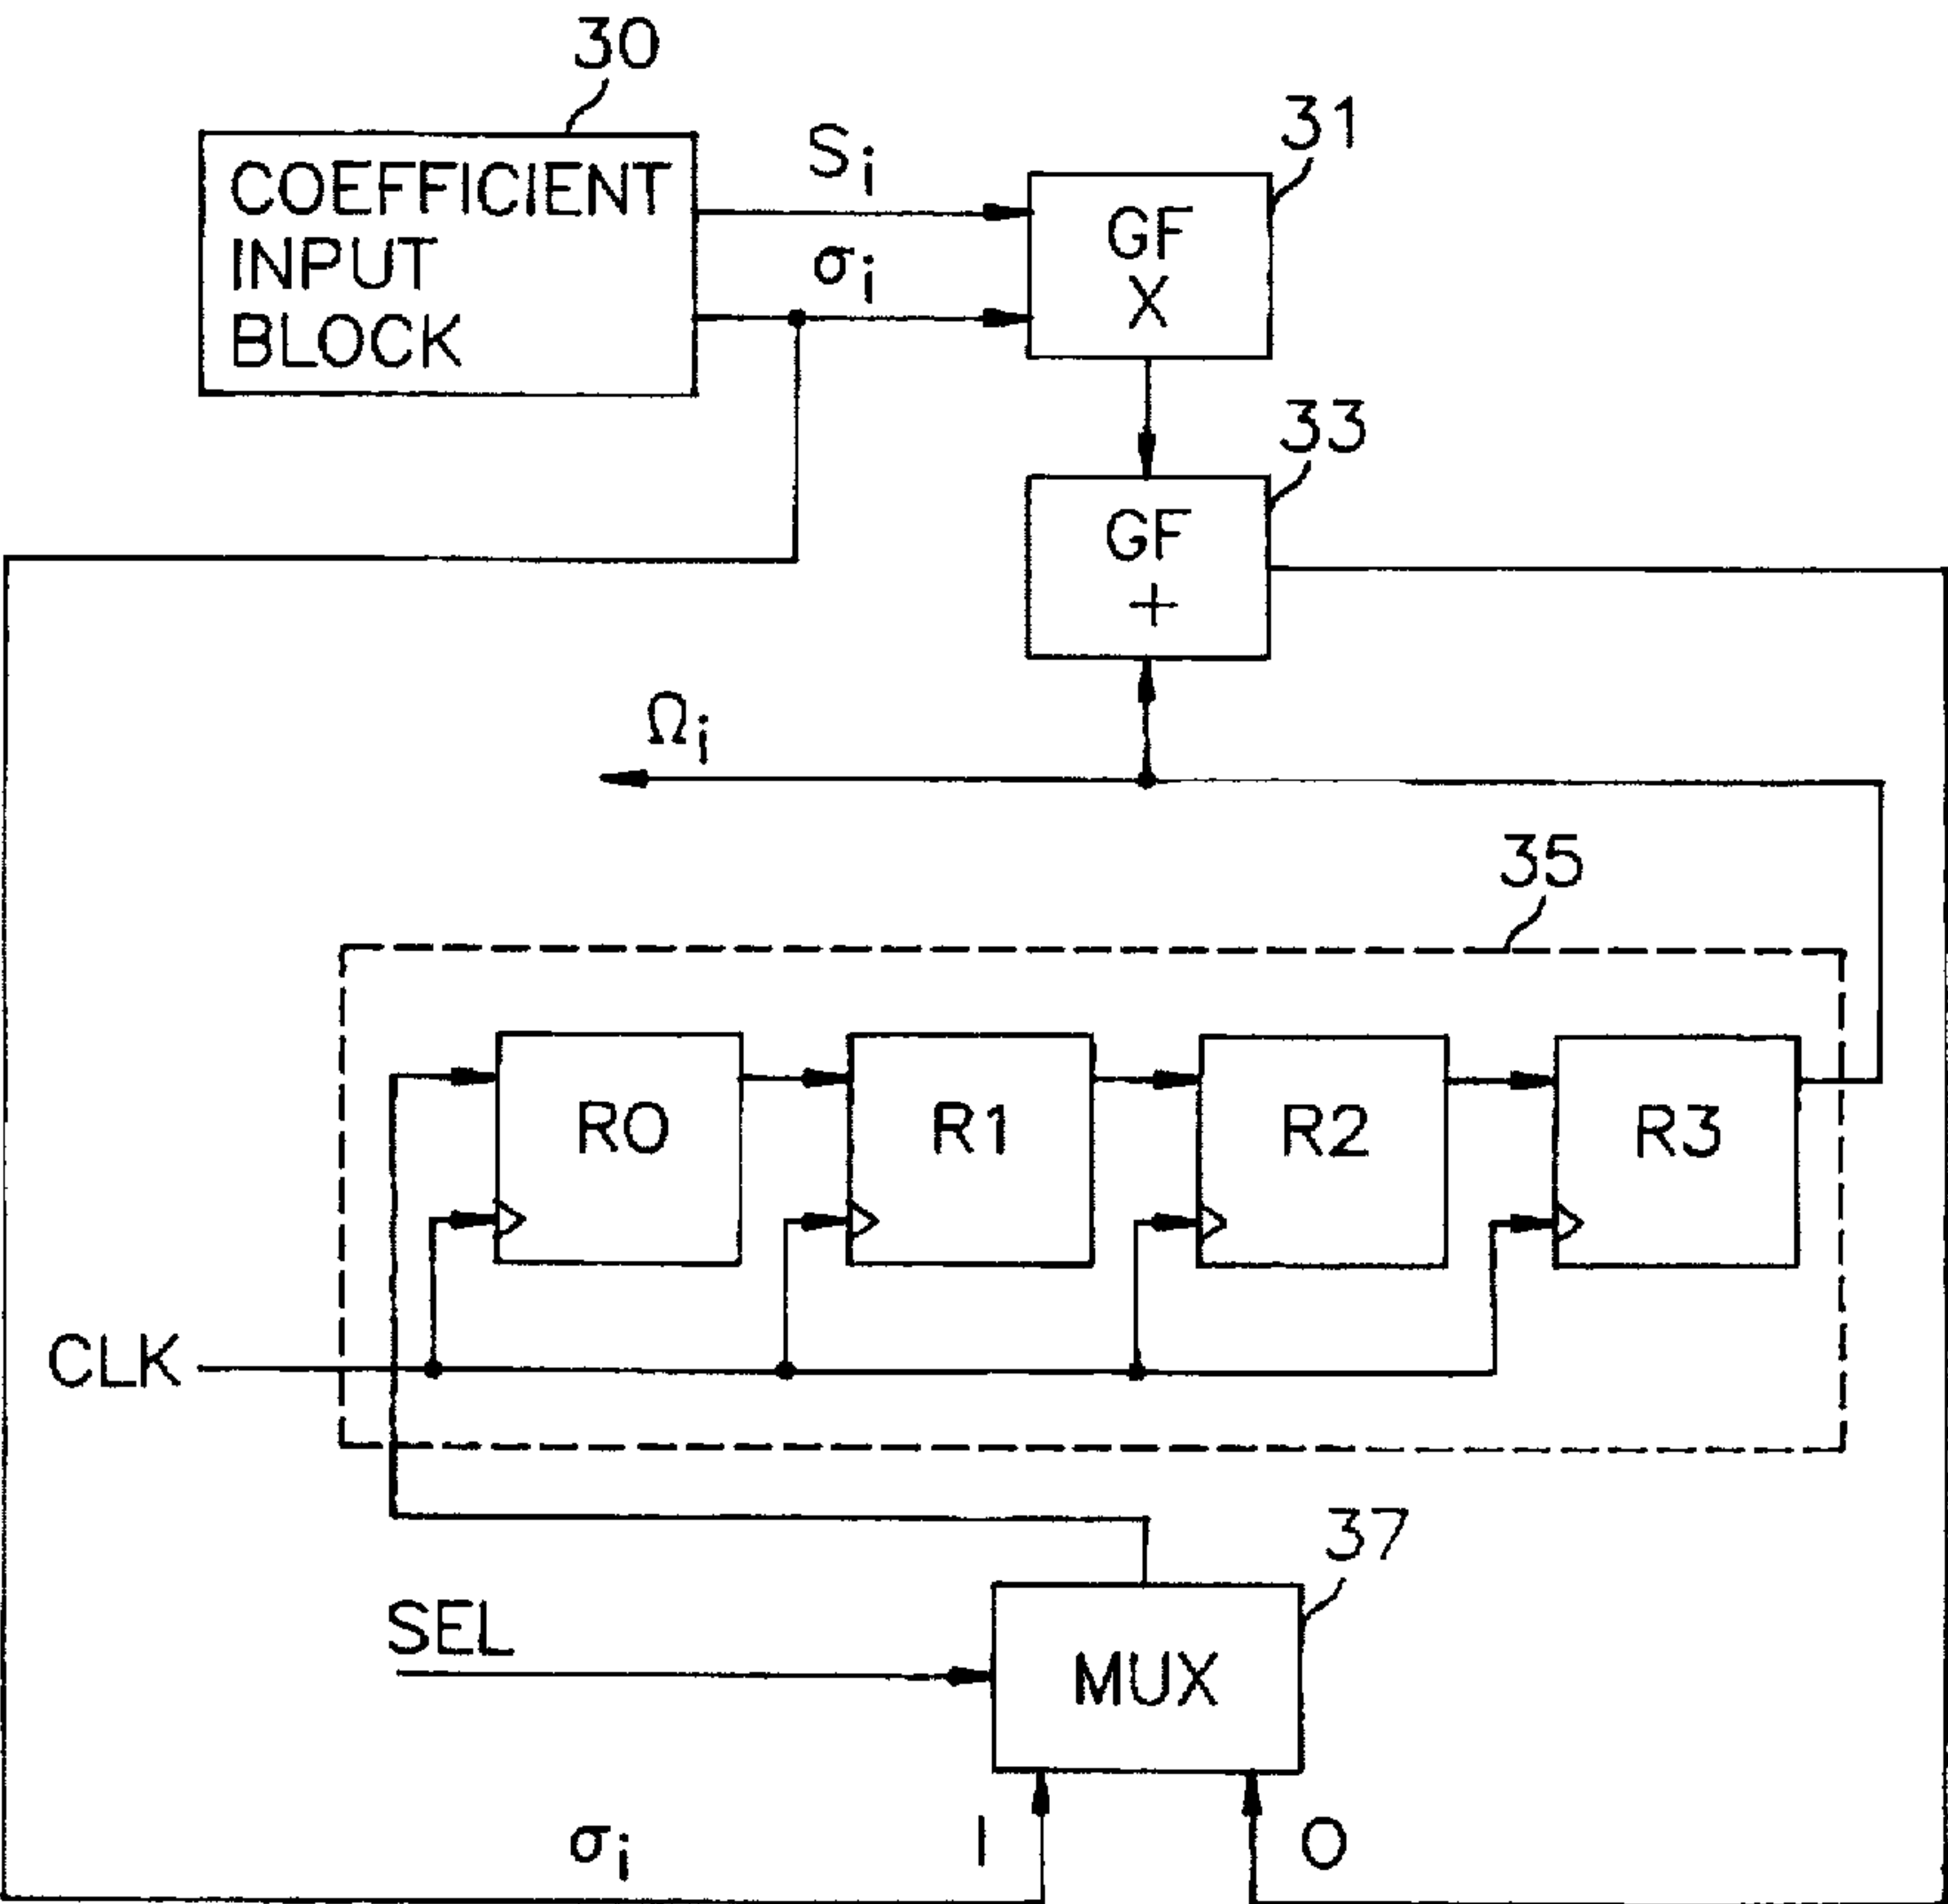 30
COEFFICIENT
INPUT
BLOCK
Si
σi
31
GF
X
33
GF
+
Ωi
35
R0
R1
R2
R3
CLK
37
SEL
MUX
σi
1
0